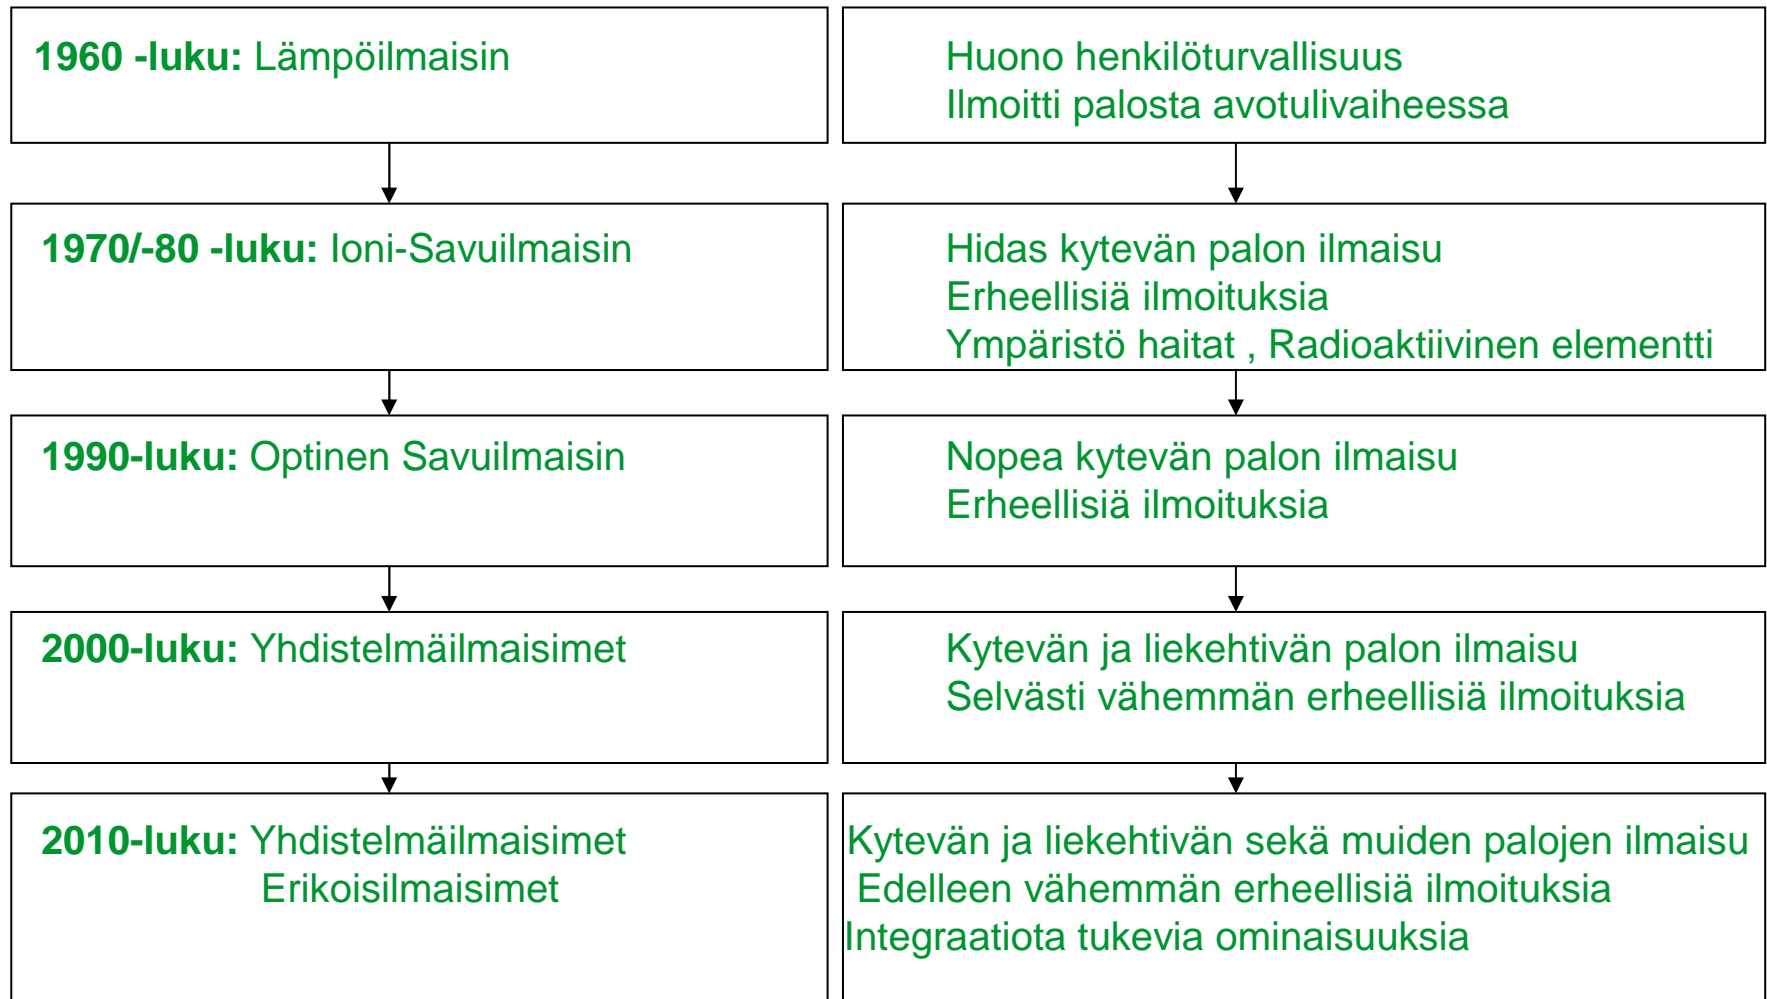 1960 -luku: Lämpöilmaisin
Huono henkilöturvallisuus
Ilmoitti palosta avotulivaiheessa
1970/-80 -luku: Ioni-Savuilmaisin
Hidas kytevän palon ilmaisu
Erheellisiä ilmoituksia
Ympäristö haitat , Radioaktiivinen elementti
1990-luku: Optinen Savuilmaisin
Nopea kytevän palon ilmaisu
Erheellisiä ilmoituksia
2000-luku: Yhdistelmäilmaisimet
Kytevän ja liekehtivän palon ilmaisu
Selvästi vähemmän erheellisiä ilmoituksia
2010-luku: Yhdistelmäilmaisimet
Erikoisilmaisimet
Kytevän ja liekehtivän sekä muiden palojen ilmaisu
Edelleen vähemmän erheellisiä ilmoituksia
Integraatiota tukevia ominaisuuksia